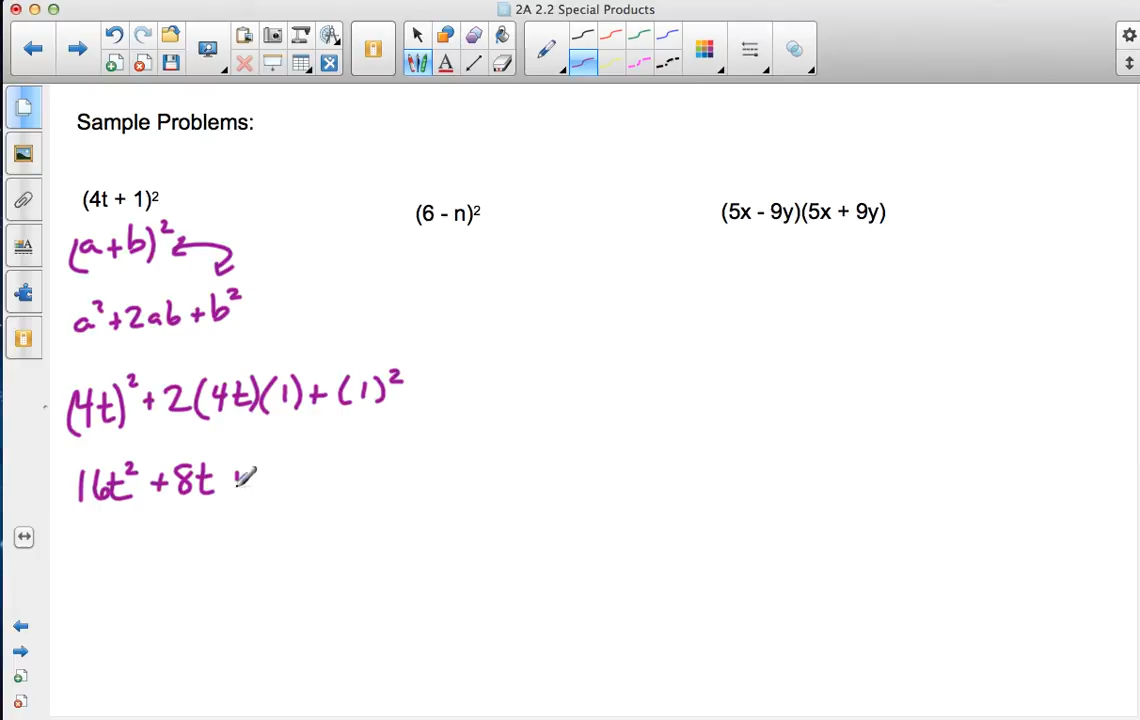 2A 2.2 Special Products
Sample Problems:
(4t + 1)²
(6 - n)²
(5x - 9y)(5x + 9y)
(a+b)²
a²+2ab+b²
(4t)²+2(4t)(1)+(1)²
16t²+8t